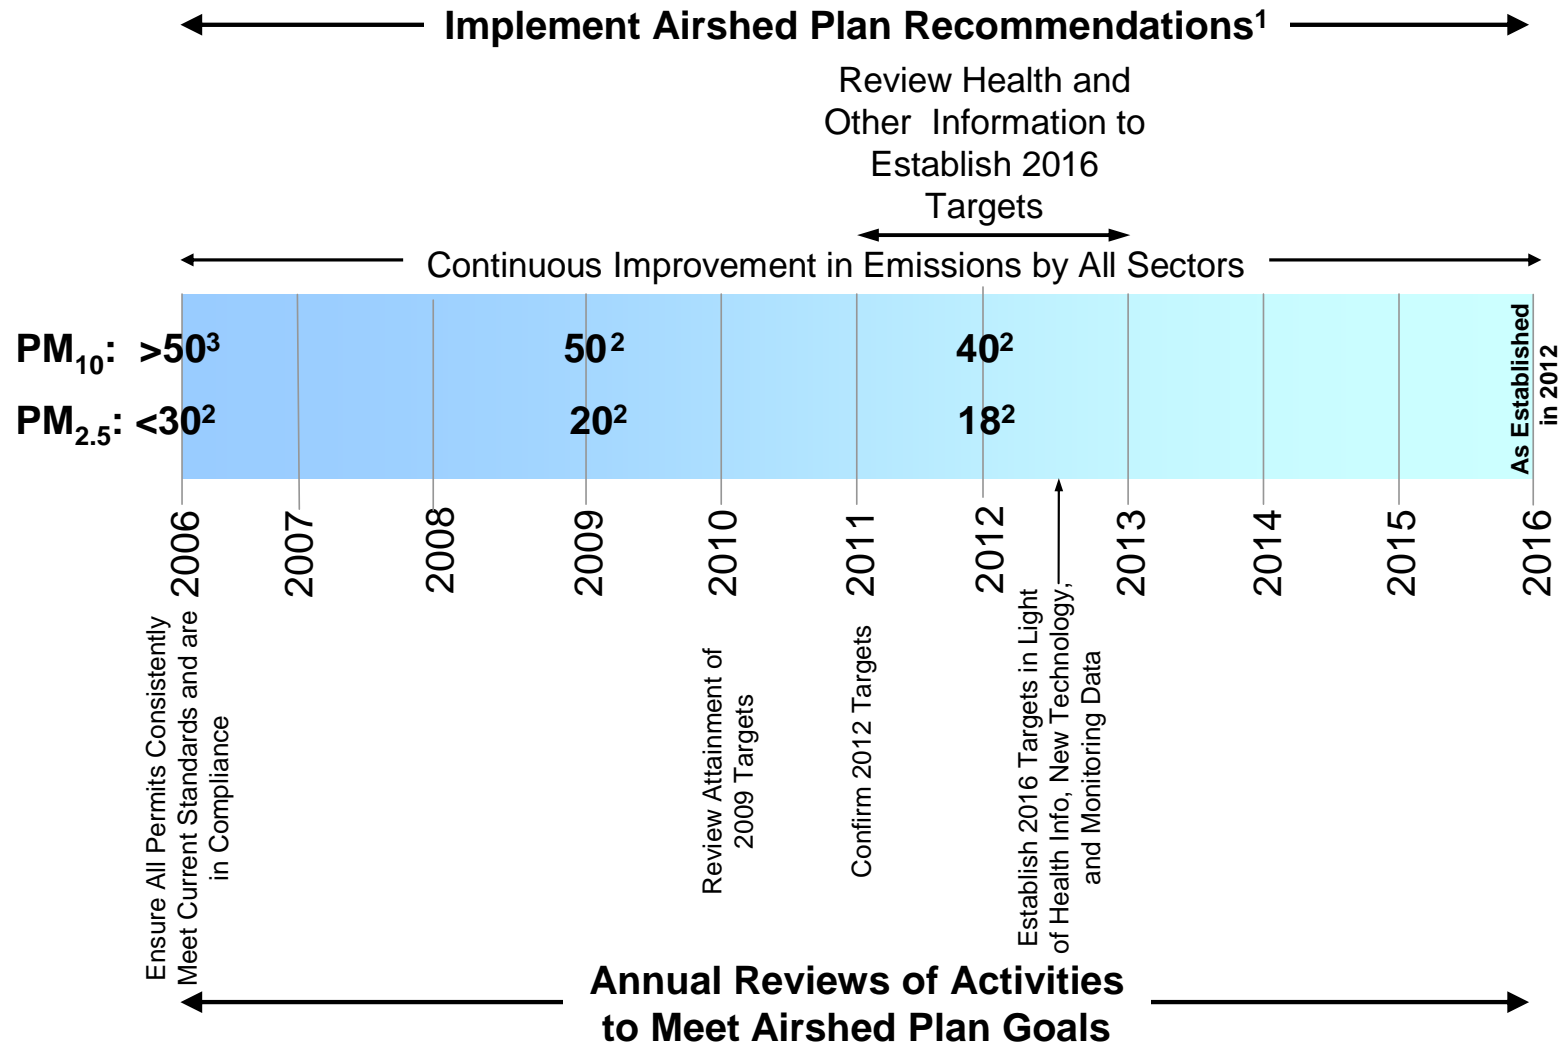 Implement Airshed Plan Recommendations¹
Review Health and
Other Information to
Establish 2016
Targets
Continuous Improvement in Emissions by All Sectors
PM₁₀: >50³
50²
40²
PM₂.₅: <30²
20²
18²
As Established
in 2012
2006
2007
2008
2009
2010
2011
2012
2013
2014
2015
2016
Ensure All Permits Consistently
Meet Current Standards and are
in Compliance
Review Attainment of
2009 Targets
Confirm 2012 Targets
Establish 2016 Targets in Light
of Health Info, New Technology,
and Monitoring Data
Annual Reviews of Activities
to Meet Airshed Plan Goals